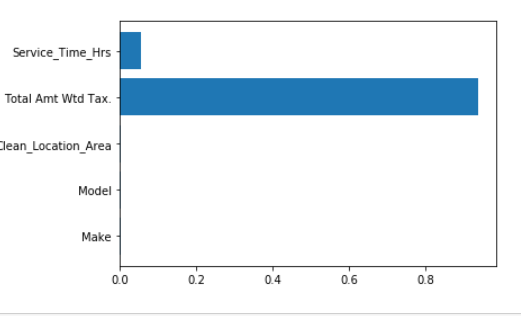 Service_Time_Hrs
Total Amt Wtd Tax.
Clean_Location_Area
Model
Make
0.0 0.2 0.4 0.6 0.8